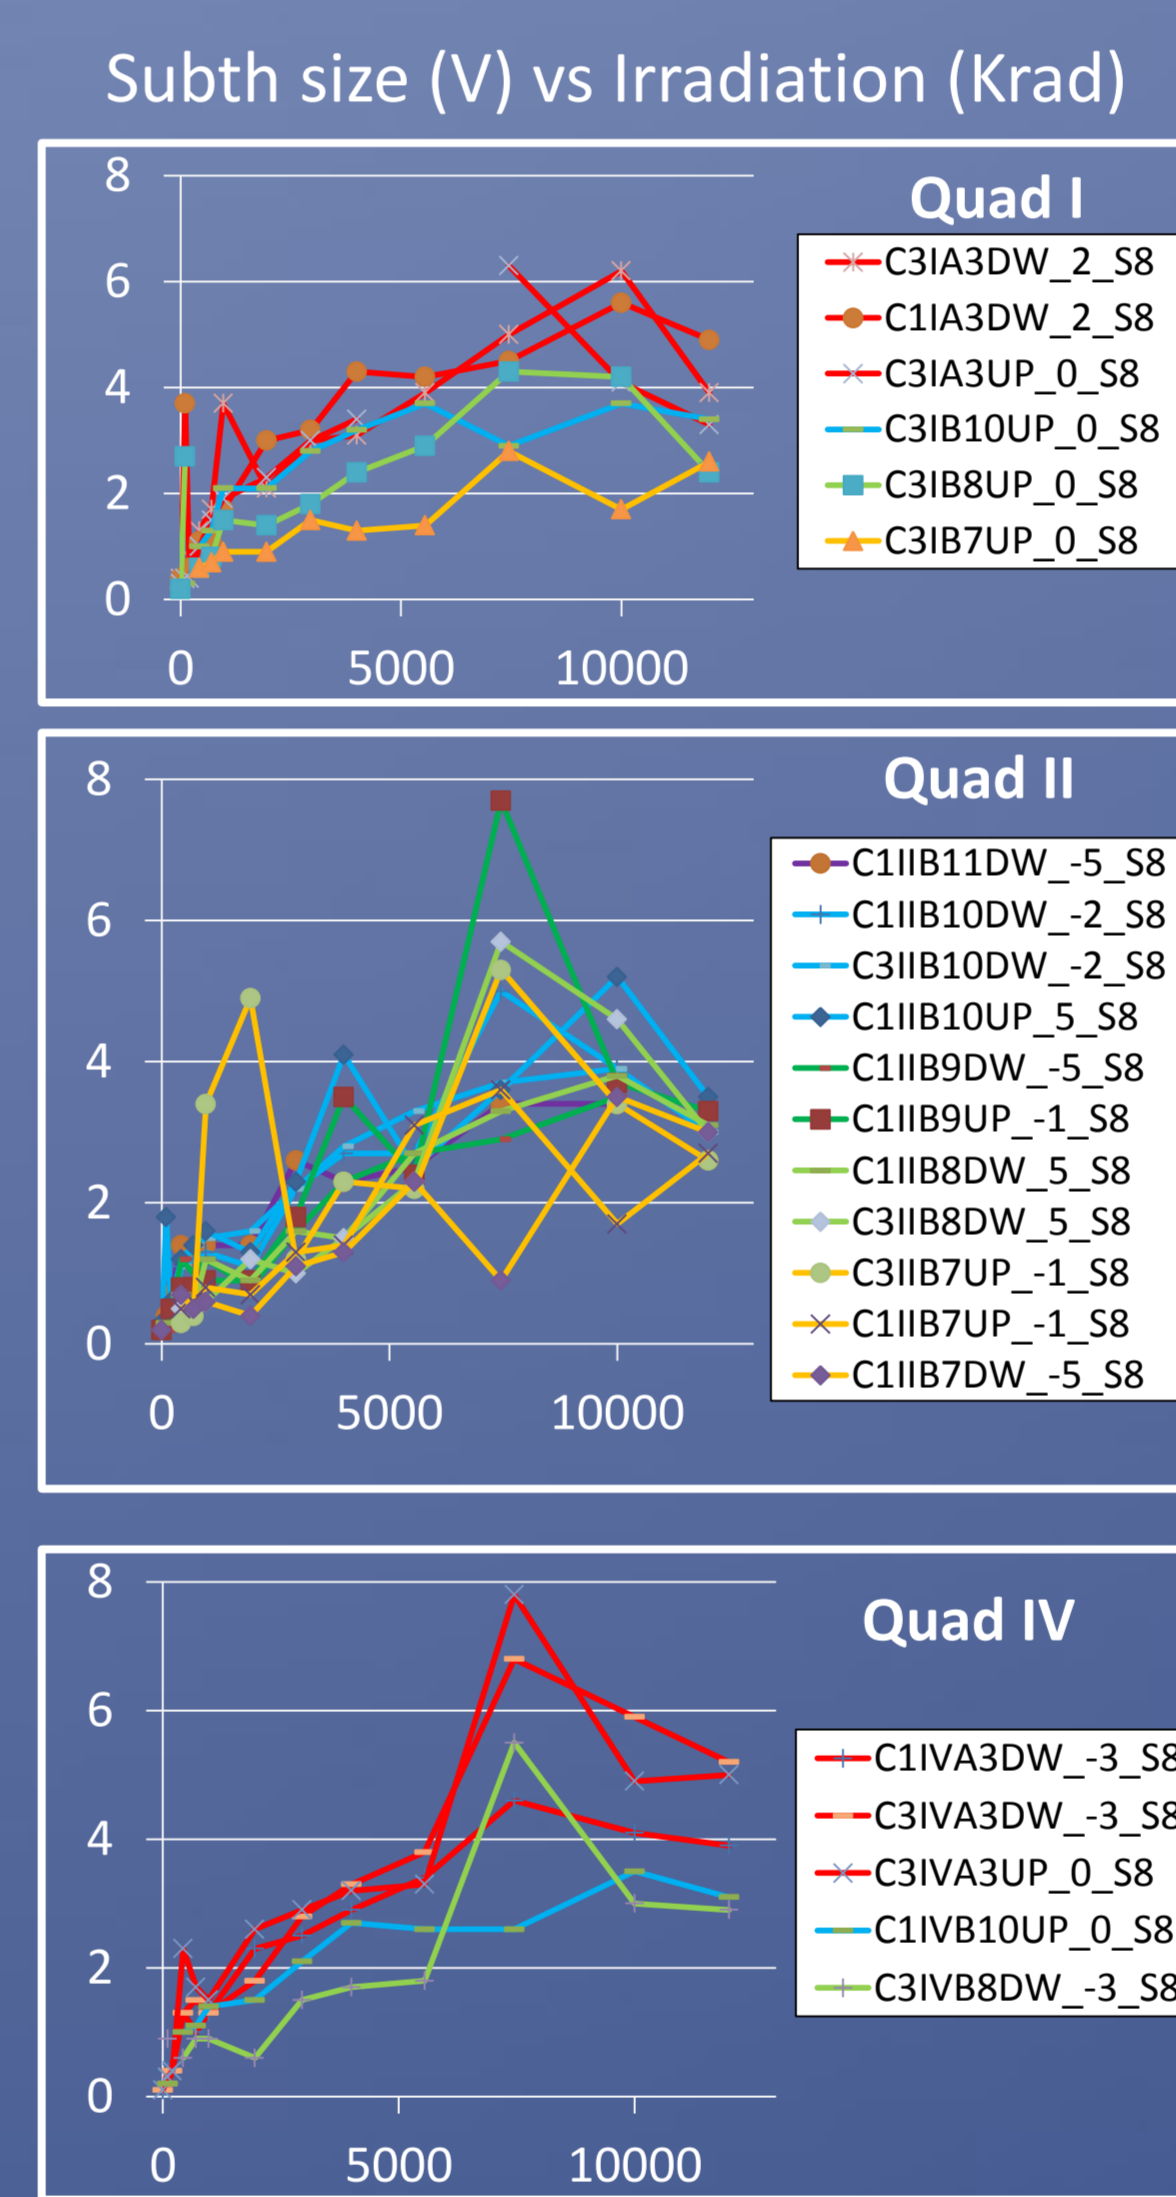 Subth size (V) vs Irradiation (Krad)
Quad I
8
6
4
2
0
0 5000 10000
C3IA3DW_2_S8
C1IA3DW_2_S8
C3IA3UP_0_S8
C3IB10UP_0_S8
C3IB8UP_0_S8
C3IB7UP_0_S8
Quad II
8
6
4
2
0
0 5000 10000
C1IIB11DW_-5_S8
C1IIB10DW_-2_S8
C3IIB10DW_-2_S8
C1IIB10UP_5_S8
C1IIB9DW_-5_S8
C1IIB9UP_-1_S8
C1IIB8DW_5_S8
C3IIB8DW_5_S8
C3IIB7UP_-1_S8
C1IIB7UP_-1_S8
C1IIB7DW_-5_S8
Quad IV
8
6
4
2
0
0 5000 10000
C1IVA3DW_-3_S8
C3IVA3DW_-3_S8
C3IVA3UP_0_S8
C1IVB10UP_0_S8
C3IVB8DW_-3_S8